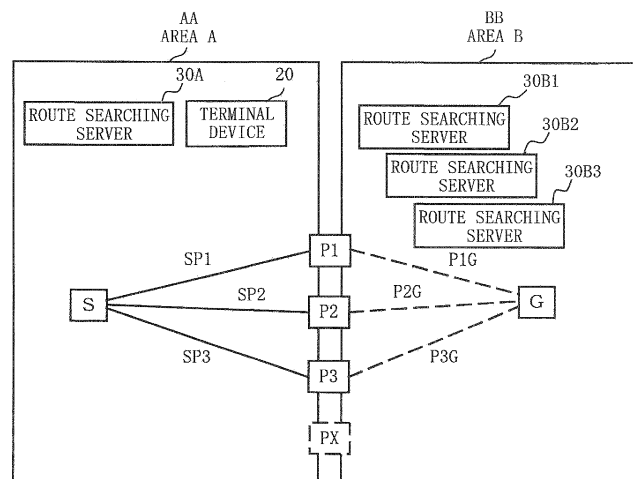 AA
AREA A
BB
AREA B
30A
20
30B1
ROUTE SEARCHING
SERVER
TERMINAL
DEVICE
ROUTE SEARCHING
SERVER
30B2
ROUTE SEARCHING
SERVER
30B3
ROUTE SEARCHING
SERVER
SP1
P1
P1G
S
SP2
P2
P2G
G
SP3
P3
P3G
PX